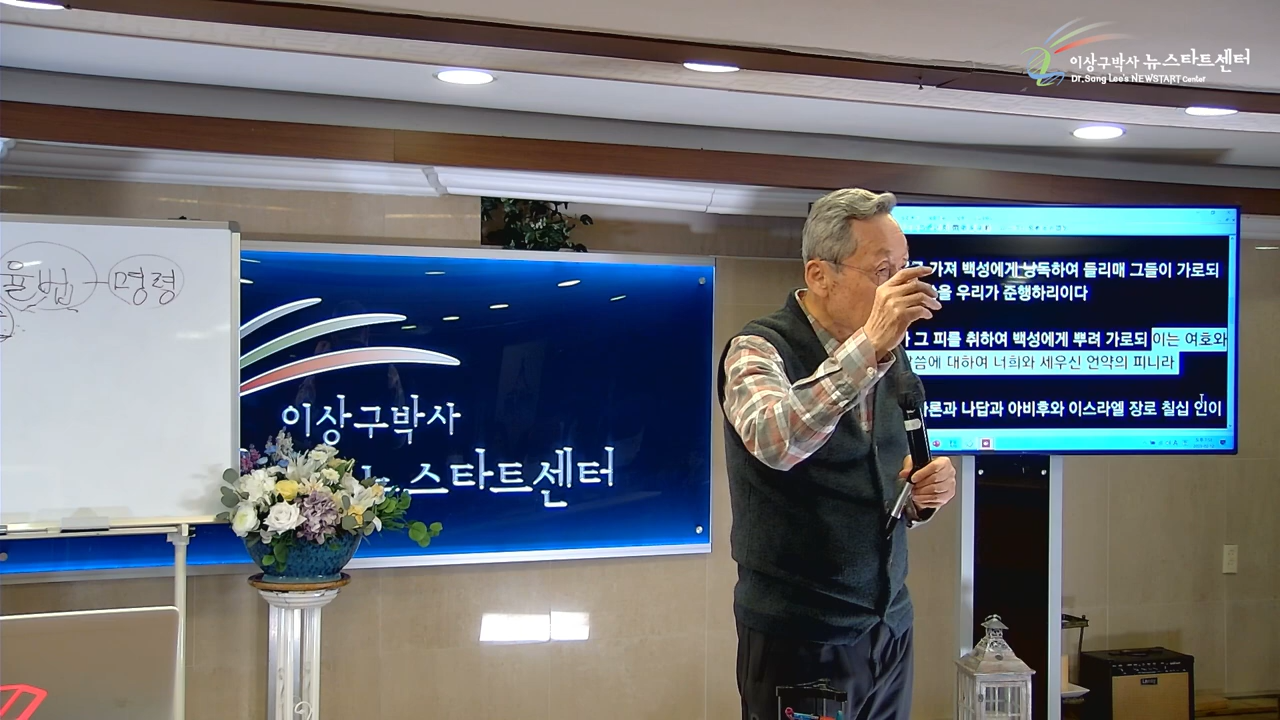 이상구박사 뉴스타트센터
Dr. Sang Lee's NEWSTART Center
율법 - 명령
이상구박사
스타트센터
가져 백성에게 낭독하여 들리매 그들이 가로되
우리가 준행하리이다
그 피를 취하여 백성에게 뿌려 가로되 이는 여호와
말씀에 대하여 너희와 세우신 언약의 피니라
나답과 아비후와 이스라엘 장로 칠십 인이